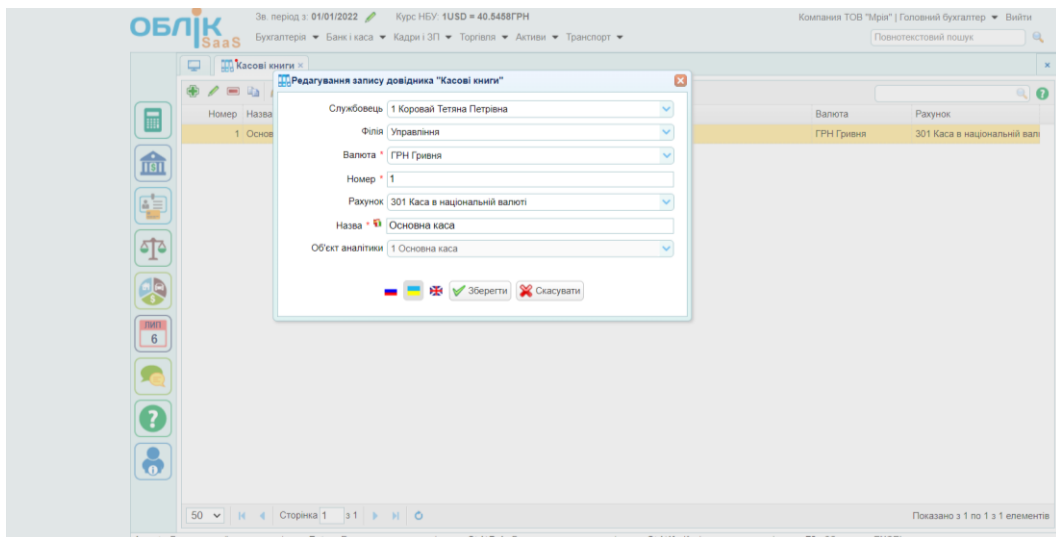 ОБЛІК SaaS
Зв. період з: 01/01/2022 Курс НБУ: 1USD = 40.5458ГРН Компания ТОВ "Мрія" | Головний бухгалтер Вийти
Бухгалтерія Банк і каса Кадри і ЗП Торгівля Активи Транспорт Повнотекстовий пошук
Касові книги
Редагування запису довідника "Касові книги"
Номер Назва Валюта Рахунок
1 Основ ГРН Гривня 301 Каса в національній вал
Службовець 1 Коровай Тетяна Петрівна
Філія Управління
Валюта * ГРН Гривня
Номер * 1
Рахунок 301 Каса в національній валюті
Назва * Основна каса
Об'єкт аналітики 1 Основна каса
Зберегти Скасувати
ЛИП
6
50 Сторінка 1 з 1 Показано з 1 по 1 з 1 елементів